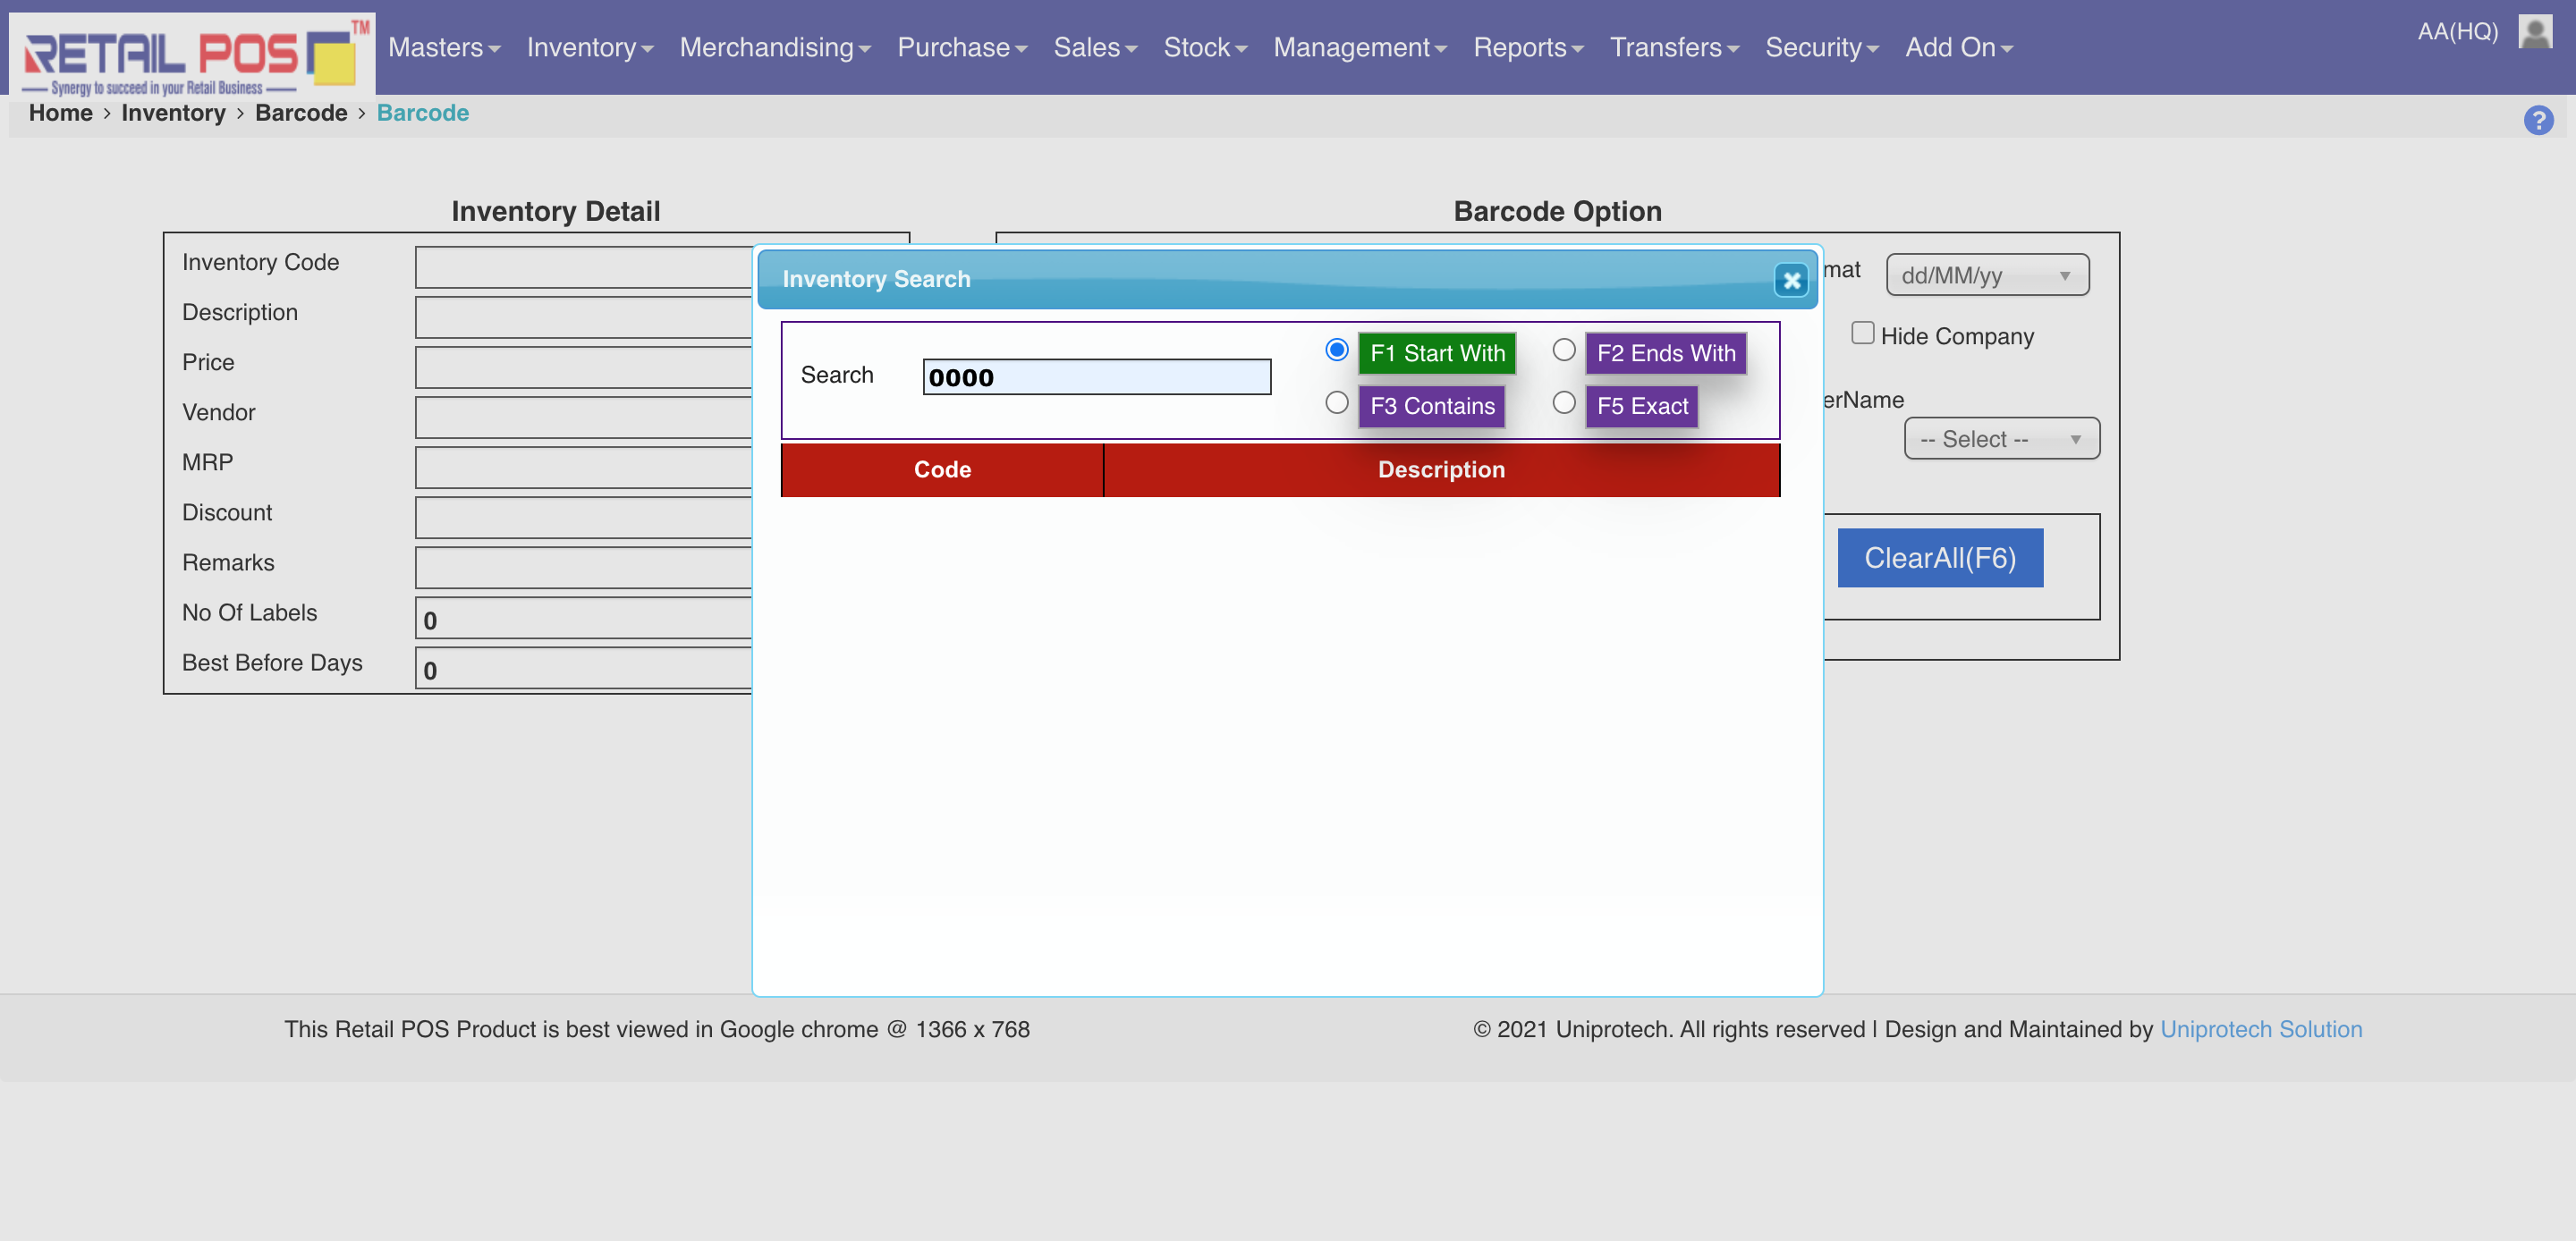 RETAIL POS TM
Synergy to succeed in your Retail Business
Masters Inventory Merchandising Purchase Sales Stock Management Reports Transfers Security Add On
AA(HQ)
Home > Inventory > Barcode > Barcode
?
Inventory Detail
Barcode Option
Inventory Code
Description
Price
Vendor
MRP
Discount
Remarks
No Of Labels 0
Best Before Days 0
Inventory Search
Search 0000
F1 Start With F2 Ends With
F3 Contains F5 Exact
Code Description
mat dd/MM/yy
Hide Company
erName
-- Select --
ClearAll(F6)
This Retail POS Product is best viewed in Google chrome @ 1366 x 768
© 2021 Uniprotech. All rights reserved | Design and Maintained by Uniprotech Solution